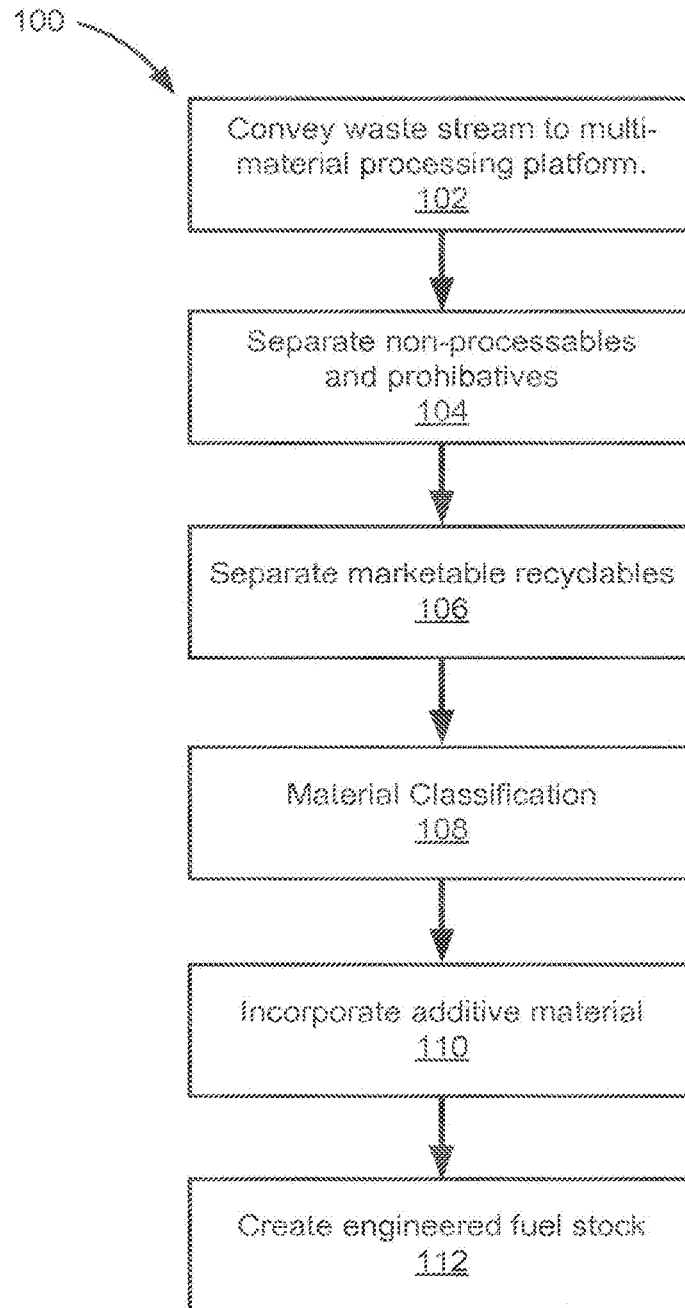 100
Convey waste stream to multi-
material processing platform.
102
Separate non-processables
and prohibatives
104
Separate marketable recyclables
106
Material Classification
108
Incorporate additive material
110
Create engineered fuel stock
112